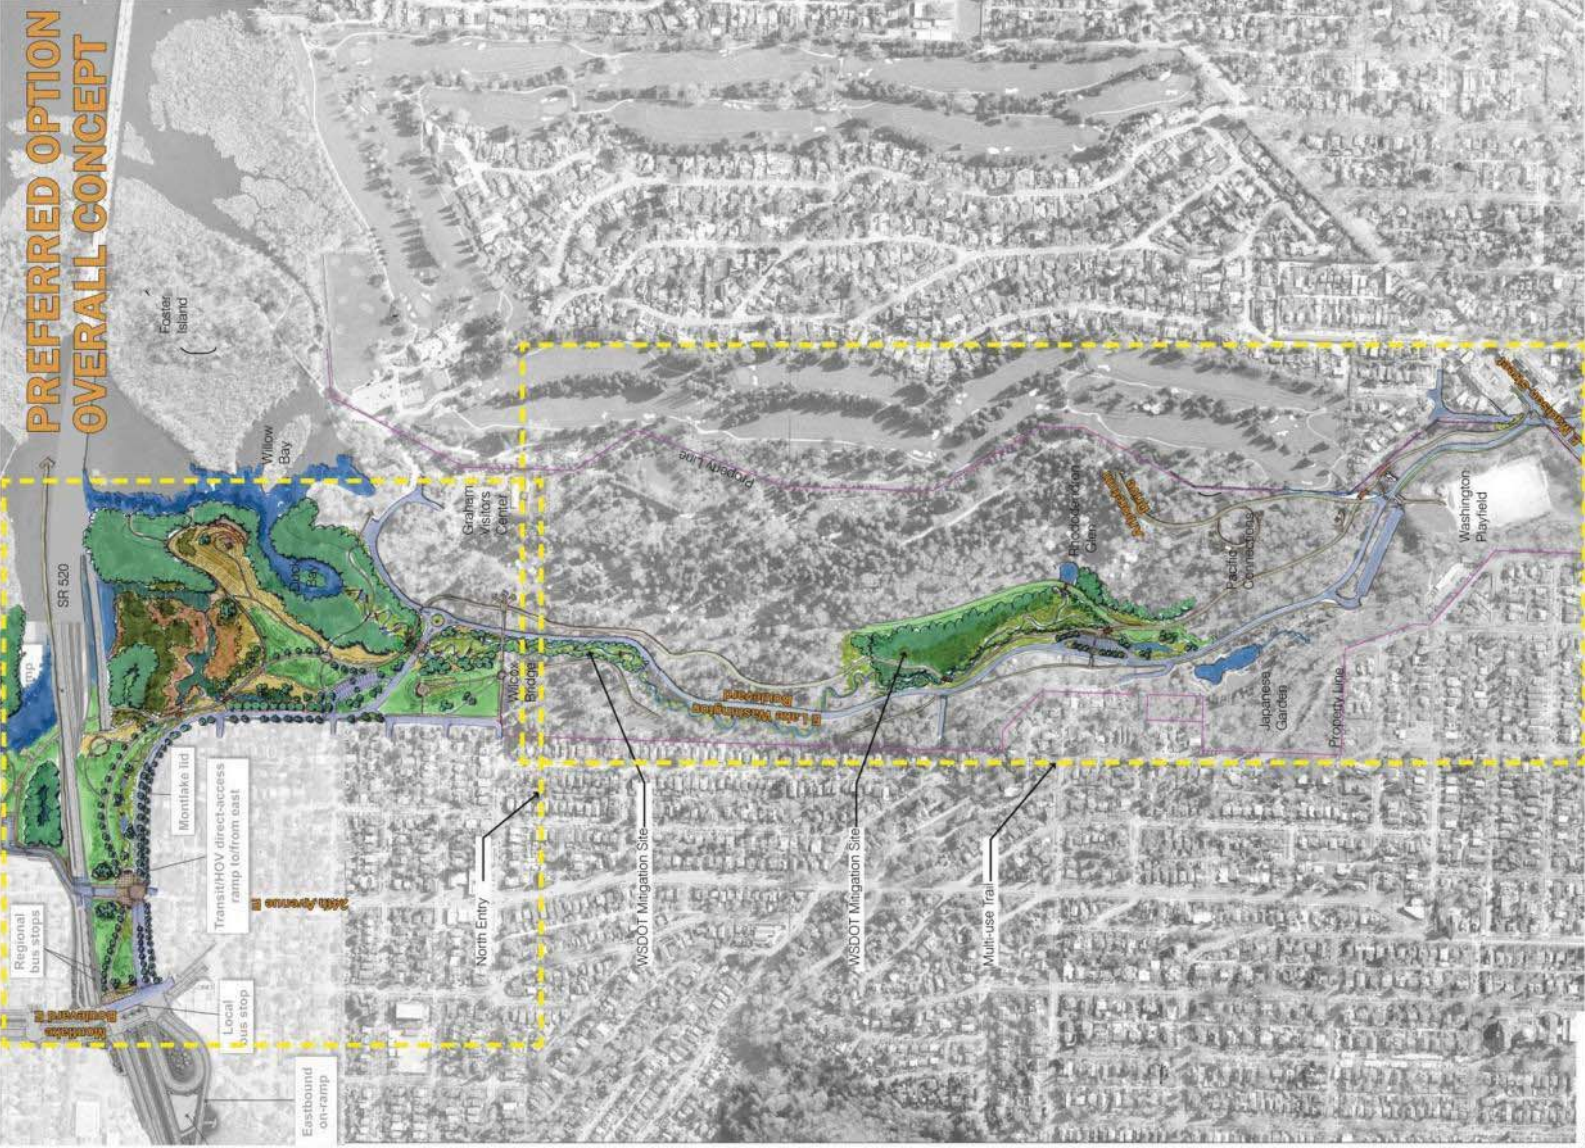 PREFERRED OPTION
OVERALL CONCEPT
Foster
Island
Willow
Bay
SR 520
Duck
Bay
Graham
Visitors
Center
Wilcox
Bridge
Property Line
Rhododendron
Glen
Pacific
Connections
Washington
Playfield
E Madison Street
E Lake Washington
Boulevard
Japanese
Garden
Property Line
Montlake lid
Transit/HOV direct-access
ramp to/from east
24th Avenue E
Regional
bus stops
Montlake
Boulevard E
Local
bus stop
Eastbound
on-ramp
North Entry
WSDOT Mitigation Site
WSDOT Mitigation Site
Multi-use Trail